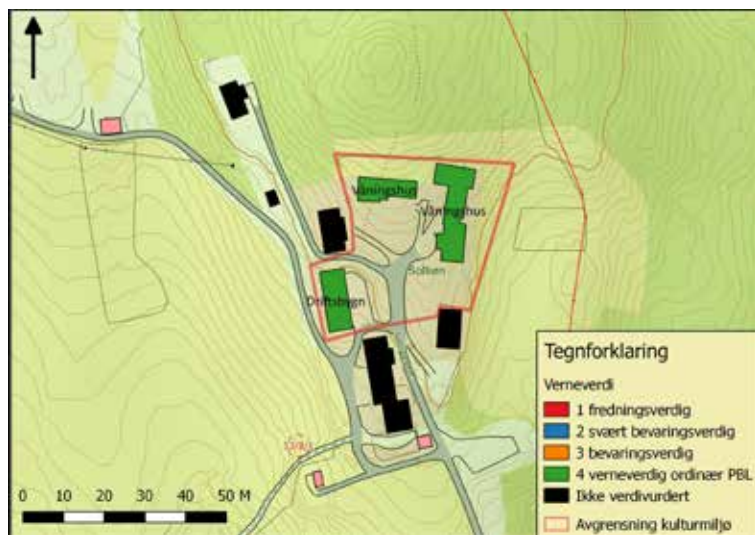 Våningshus
Våningshus
Solliøen
Driftsbygn
Tegnforklaring
Verneverdi
1 fredningsverdig
2 svært bevaringsverdig
3 bevaringsverdig
4 verneverdig ordinær PBL
Ikke verdivurdert
Avgrensning kulturmiljø
0 10 20 30 40 50 M